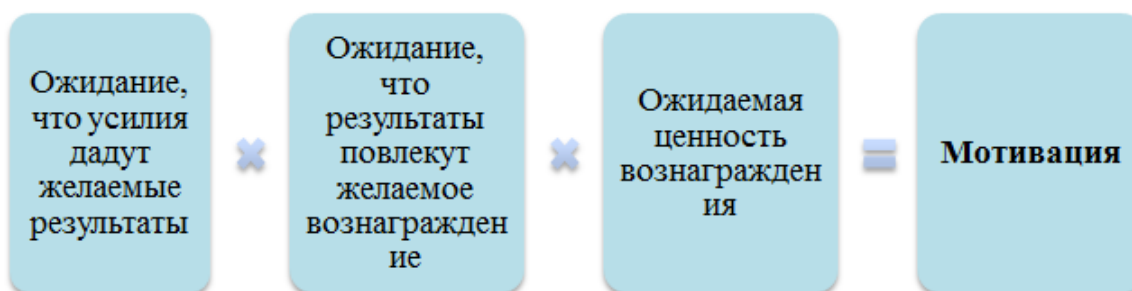 Ожидание,
что усилия
дадут
желаемые
результаты
Ожидание,
что
результаты
повлекут
желаемое
вознагражден
ие
Ожидаемая
ценность
вознагражден
ия
Мотивация